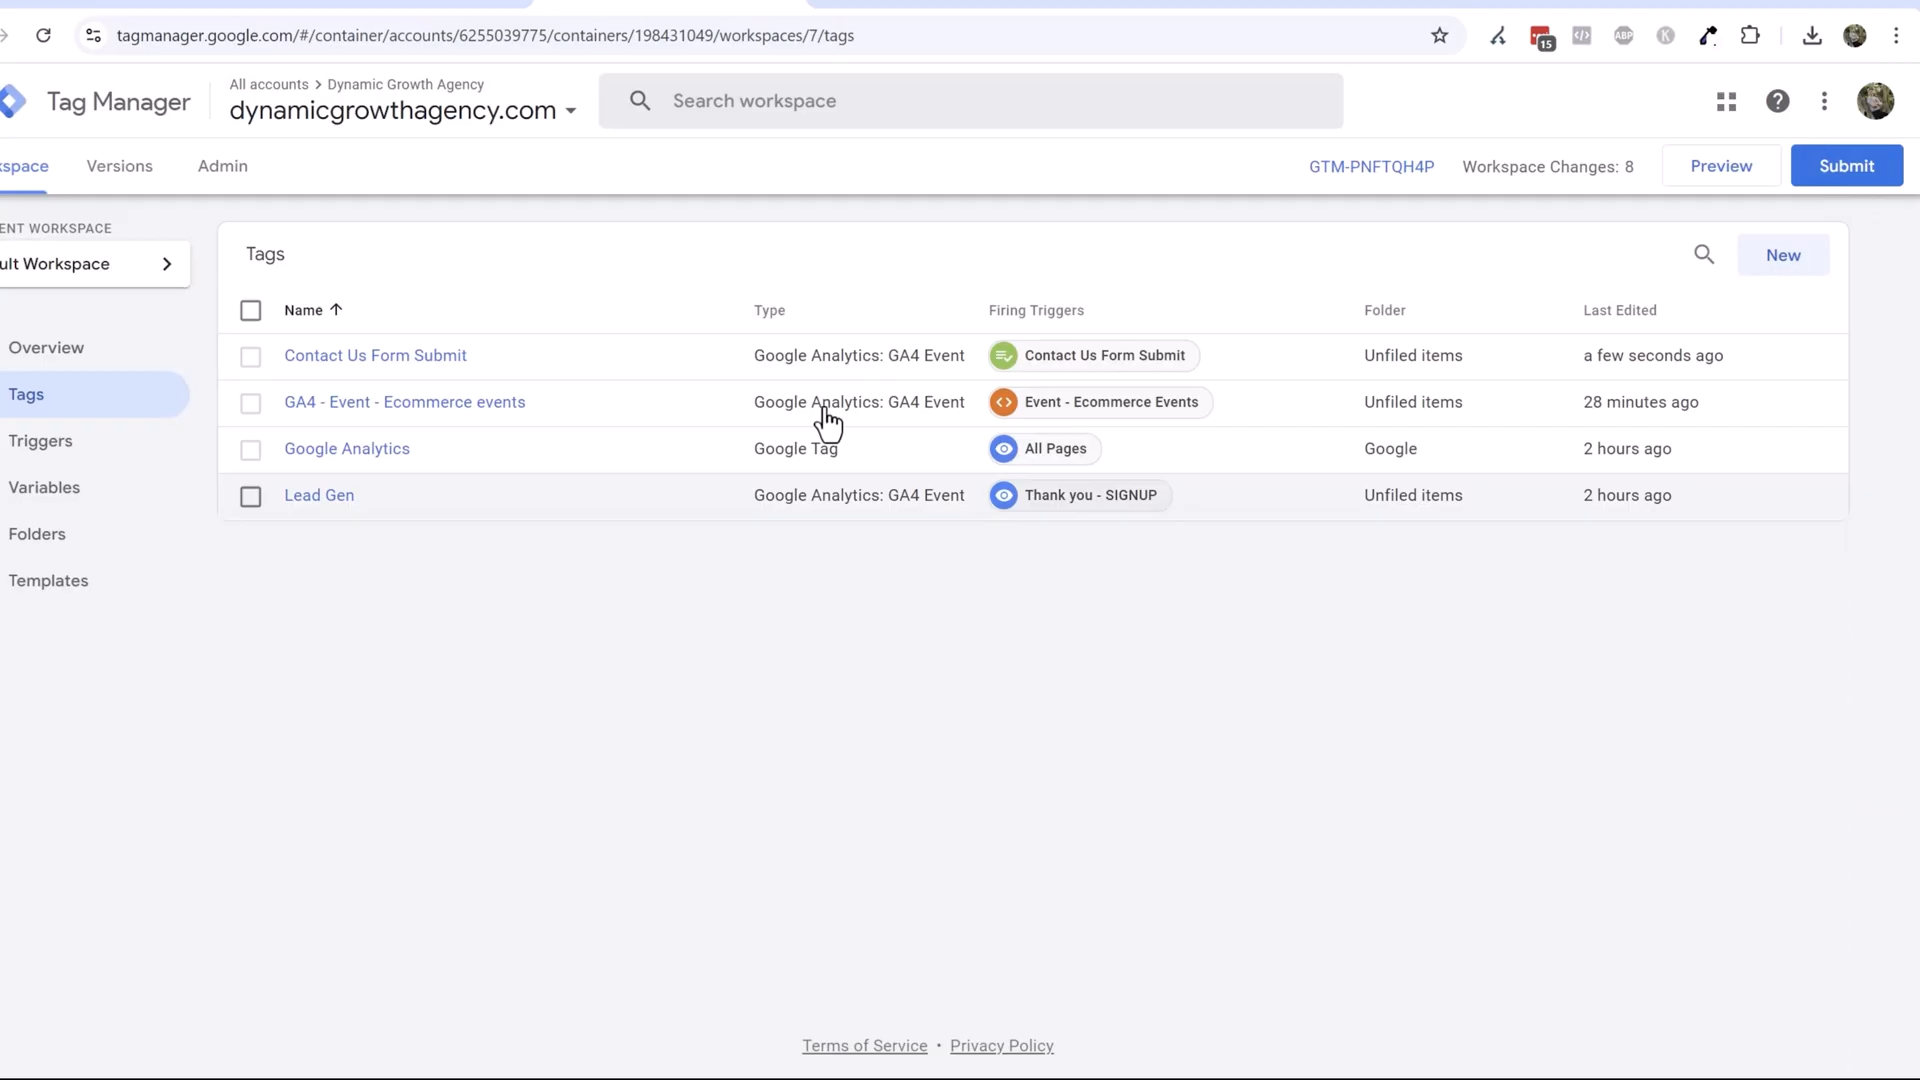 tagmanager.google.com/#/container/accounts/6255039775/containers/198431049/workspaces/7/tags
15
ABP
K
Tag Manager
All accounts > Dynamic Growth Agency
dynamicgrowthagency.com
Search workspace
kspace
Versions
Admin
GTM-PNFTQH4P
Workspace Changes: 8
Preview
Submit
ENT WORKSPACE
ult Workspace
Overview
Tags
Triggers
Variables
Folders
Templates
Tags
New
Name Type Firing Triggers Folder Last Edited
Contact Us Form Submit Google Analytics: GA4 Event Contact Us Form Submit Unfiled items a few seconds ago
GA4 - Event - Ecommerce events Google Analytics: GA4 Event Event - Ecommerce Events Unfiled items 28 minutes ago
Google Analytics Google Tag All Pages Google 2 hours ago
Lead Gen Google Analytics: GA4 Event Thank you - SIGNUP Unfiled items 2 hours ago
Terms of Service • Privacy Policy